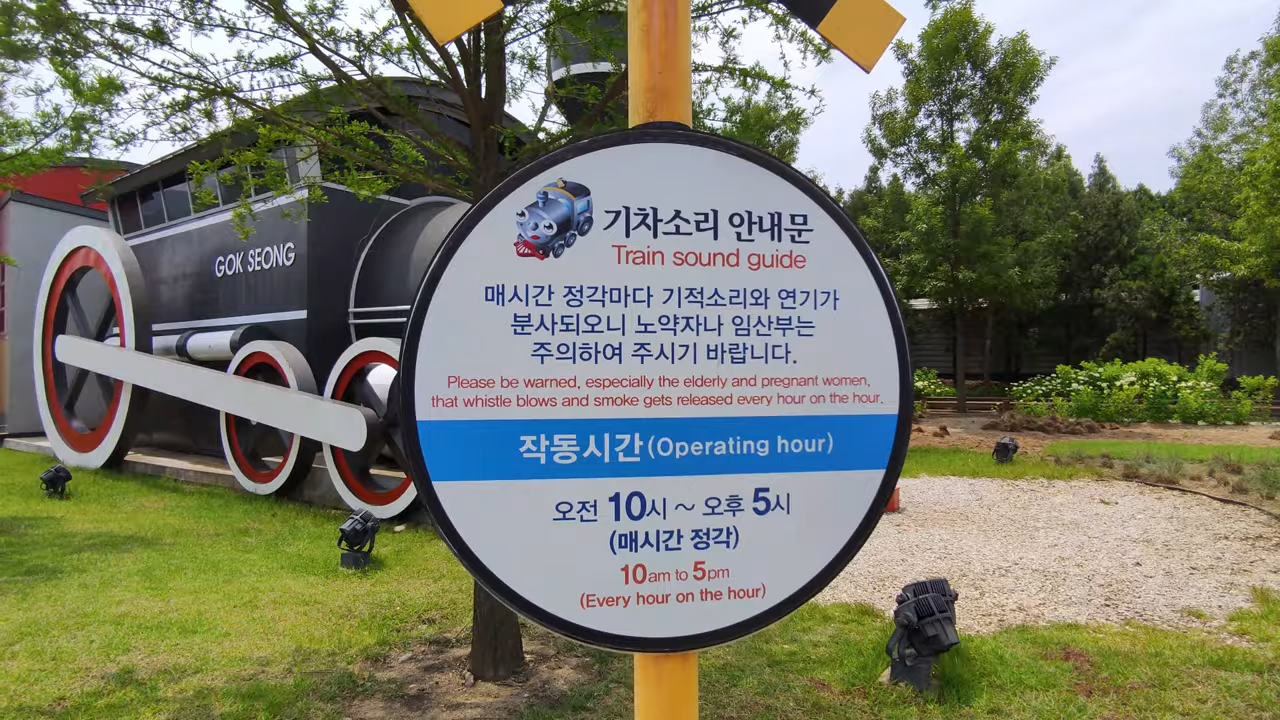 GOK SEONG
기차소리 안내문
Train sound guide
매시간 정각마다 기적소리와 연기가
분사되오니 노약자나 임산부는
주의하여 주시기 바랍니다.
Please be warned, especially the elderly and pregnant women,
that whistle blows and smoke gets released every hour on the hour.
작동시간(Operating hour)
오전 10시 ~ 오후 5시
(매시간 정각)
10am to 5pm
(Every hour on the hour)